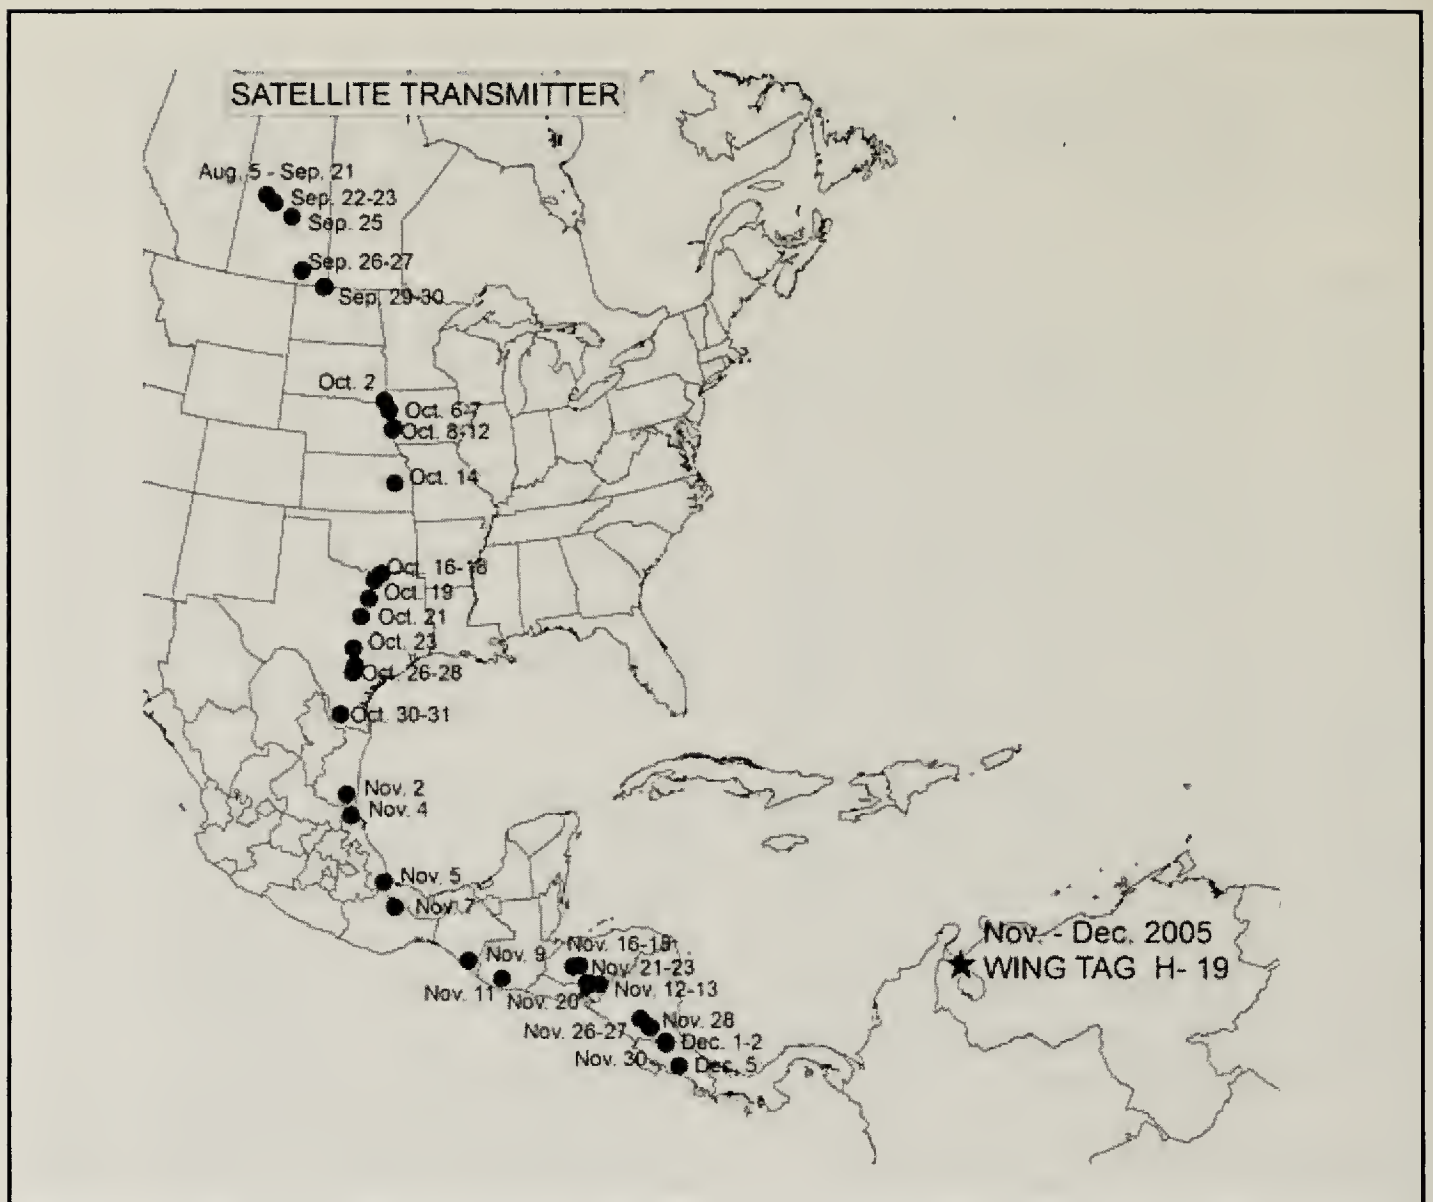 SATELLITE TRANSMITTER
Aug. 5 - Sep. 21
Sep. 22-23
Sep. 25
Sep. 26-27
Sep. 29-30
Oct. 2
Oct. 6-7
Oct. 8-12
Oct. 14
Oct. 16-18
Oct. 19
Oct. 21
Oct. 23
Oct. 26-28
Oct. 30-31
Nov. 2
Nov. 4
Nov. 5
Nov. 7
Nov. - Dec. 2005
WING TAG H- 19
Nov. 9
Nov. 16-19
Nov. 21-23
Nov. 11
Nov. 20
Nov. 12-13
Nov. 26-27
Nov. 28
Dec. 1-2
Nov. 30
Dec. 5